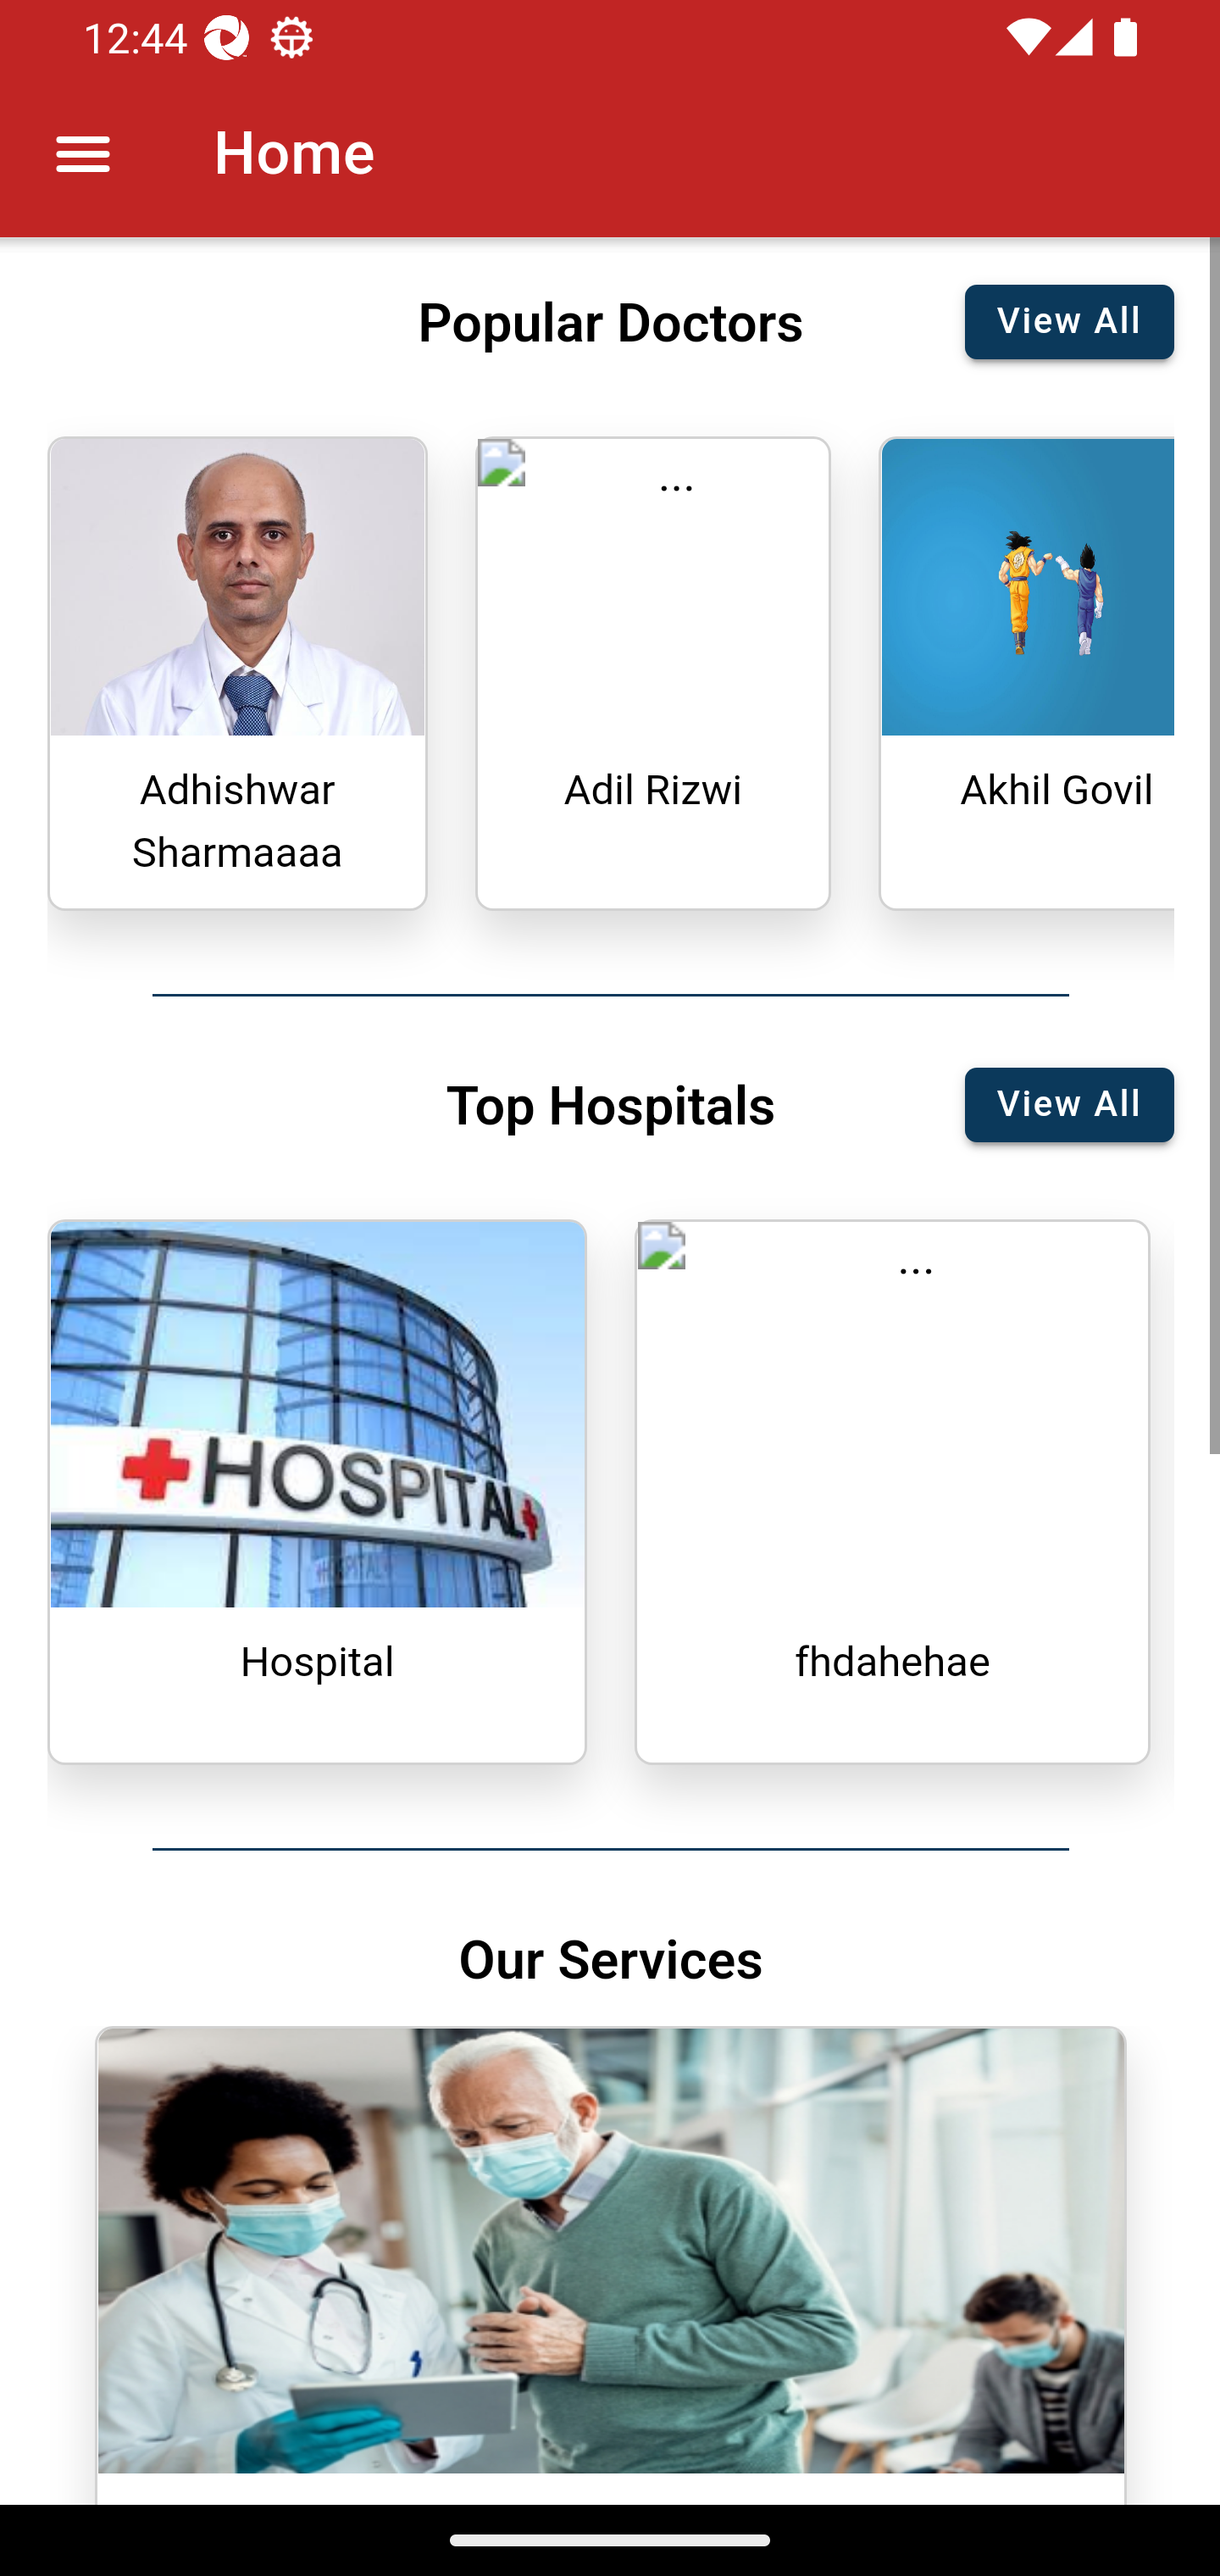 12:44
Home
Popular Doctors
View All
...
Adhishwar
Sharmaaaa
Adil Rizwi
Akhil Govil
Top Hospitals
View All
HOSPITAL
...
Hospital
fhdahehae
Our Services